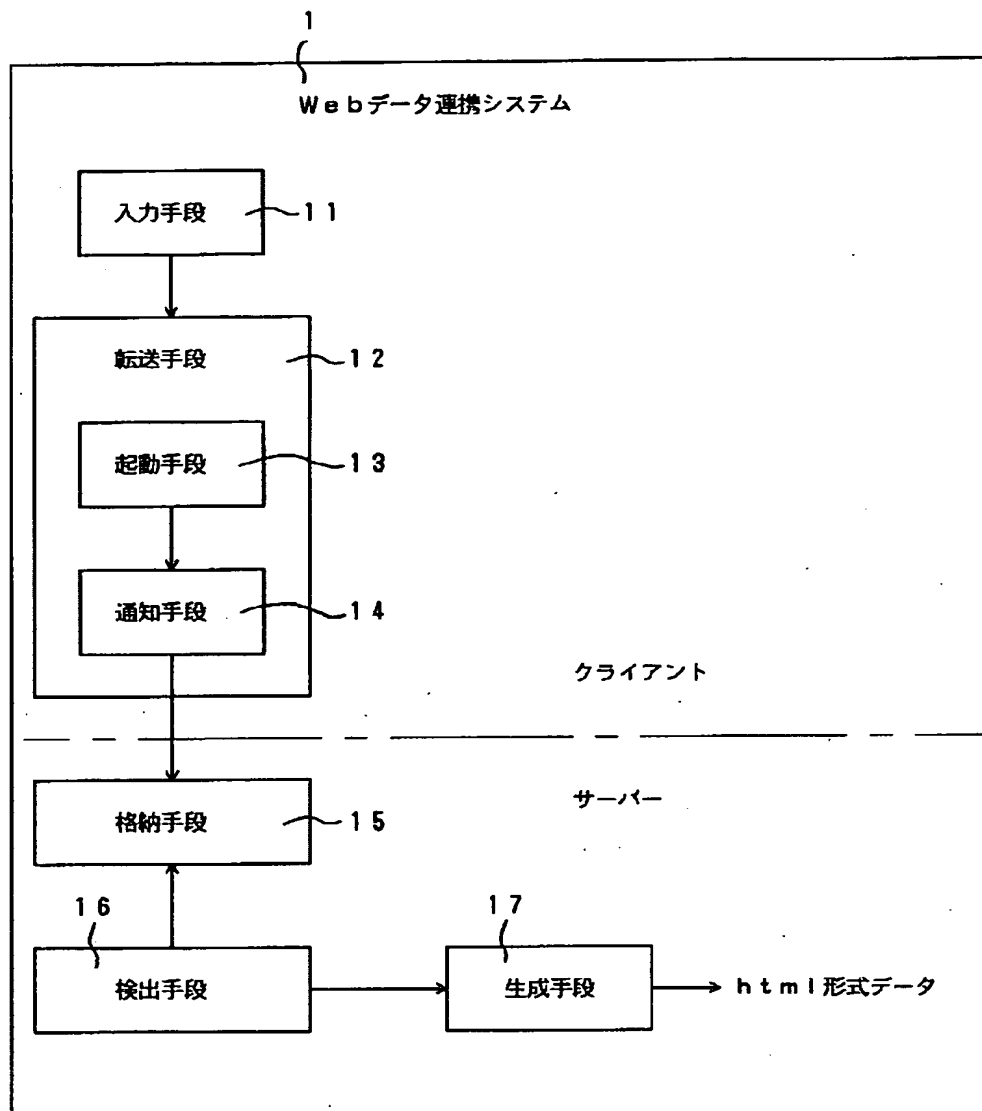 1
Webデータ連携システム
入力手段
11
転送手段
12
起動手段
13
通知手段
14
クライアント
サーバー
格納手段
15
16
17
検出手段
生成手段
html形式データ